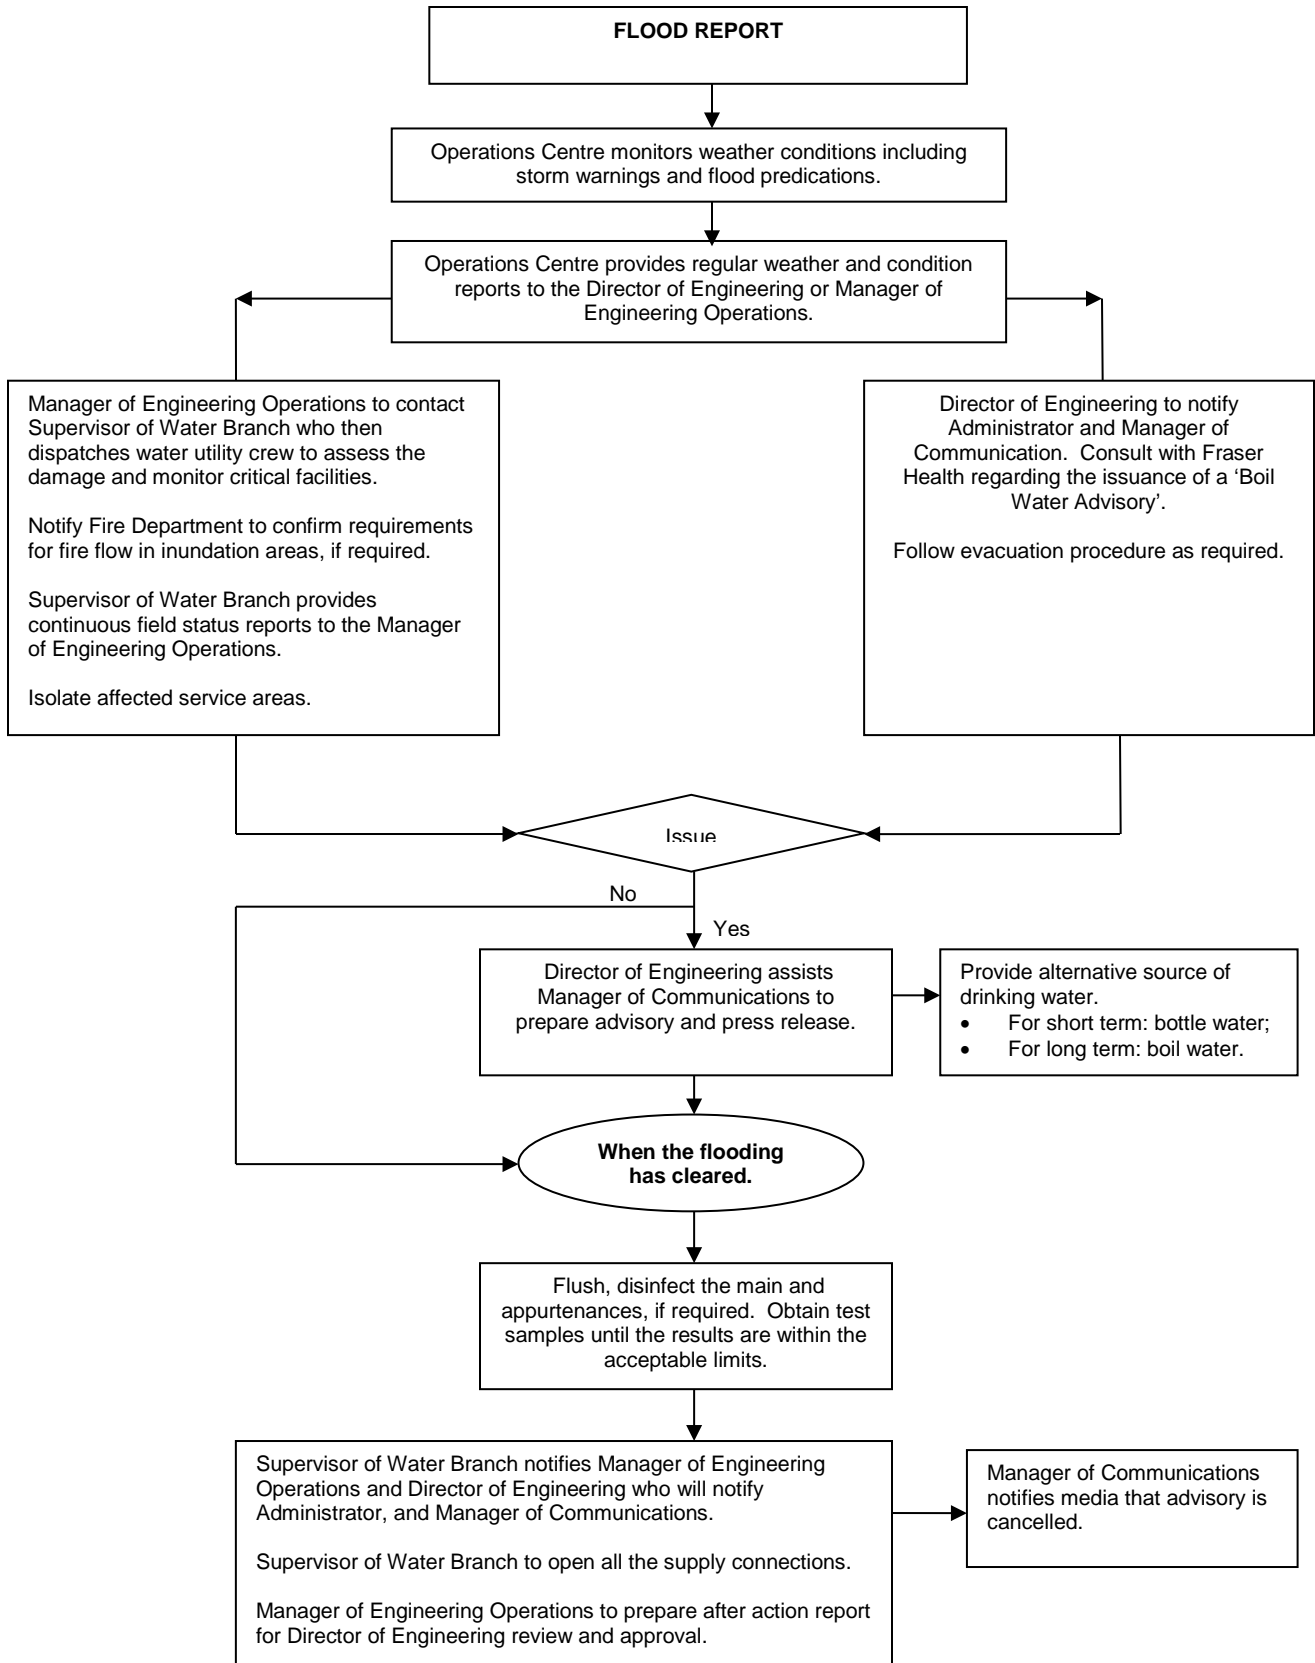 FLOOD REPORT
Operations Centre monitors weather conditions including
storm warnings and flood predications.
Operations Centre provides regular weather and condition
reports to the Director of Engineering or Manager of
Engineering Operations.
Manager of Engineering Operations to contact
Supervisor of Water Branch who then
dispatches water utility crew to assess the
damage and monitor critical facilities.
Notify Fire Department to confirm requirements
for fire flow in inundation areas, if required.
Supervisor of Water Branch provides
continuous field status reports to the Manager
of Engineering Operations.
Isolate affected service areas.
Director of Engineering to notify
Administrator and Manager of
Communication.  Consult with Fraser
Health regarding the issuance of a ‘Boil
Water Advisory’.
Follow evacuation procedure as required.
Issue
No
Yes
Director of Engineering assists
Manager of Communications to
prepare advisory and press release.
Provide alternative source of
drinking water.
• For short term: bottle water;
• For long term: boil water.
When the flooding
has cleared.
Flush, disinfect the main and
appurtenances, if required.  Obtain test
samples until the results are within the
acceptable limits.
Supervisor of Water Branch notifies Manager of Engineering
Operations and Director of Engineering who will notify
Administrator, and Manager of Communications.
Supervisor of Water Branch to open all the supply connections.
Manager of Engineering Operations to prepare after action report
for Director of Engineering review and approval.
Manager of Communications
notifies media that advisory is
cancelled.